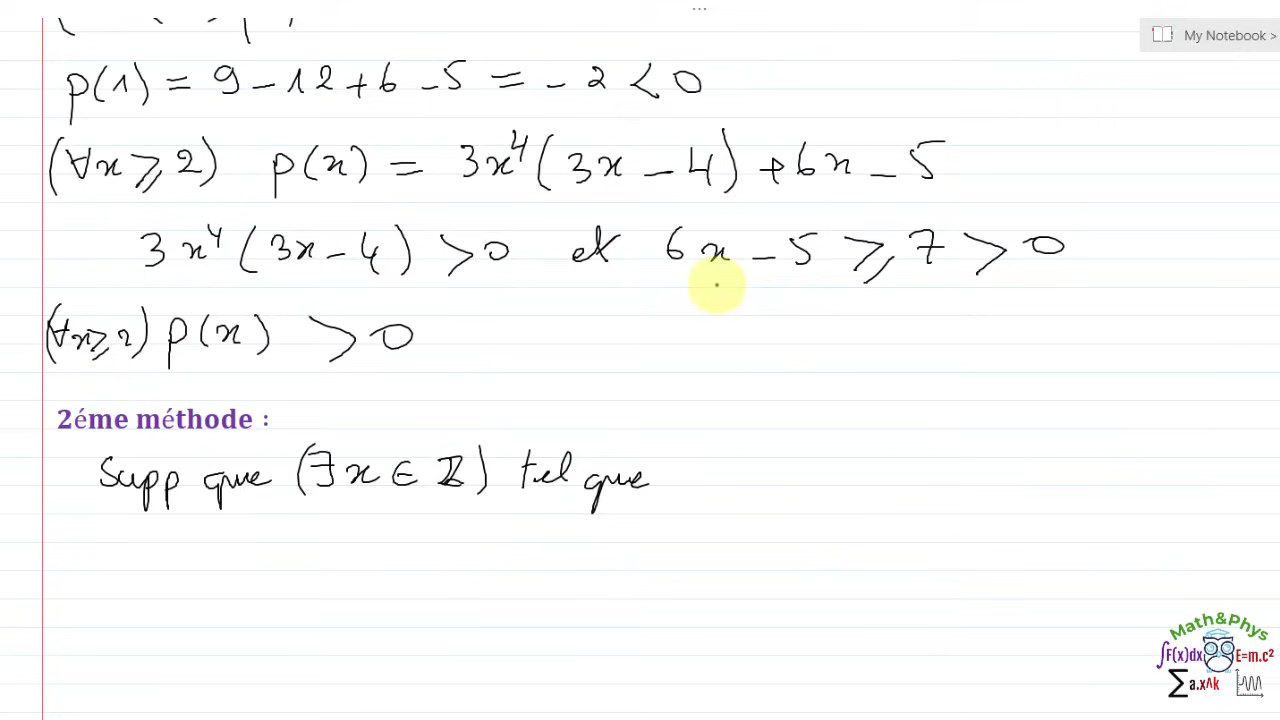 My Notebook >
p(1) = 9 - 12 + 6 - 5 = - 2 < 0
(∀x ⩾ 2) p(x) = 3x⁴(3x - 4) + 6x - 5
3x⁴(3x - 4) > 0 et 6x - 5 ⩾ 7 > 0
(∀x ⩾ 2) p(x) > 0
2éme méthode :
Supp que (∃x ∈ ℤ) tel que
Math&Phys
∫F(x)dx E=m.c²
∑ a.x^k